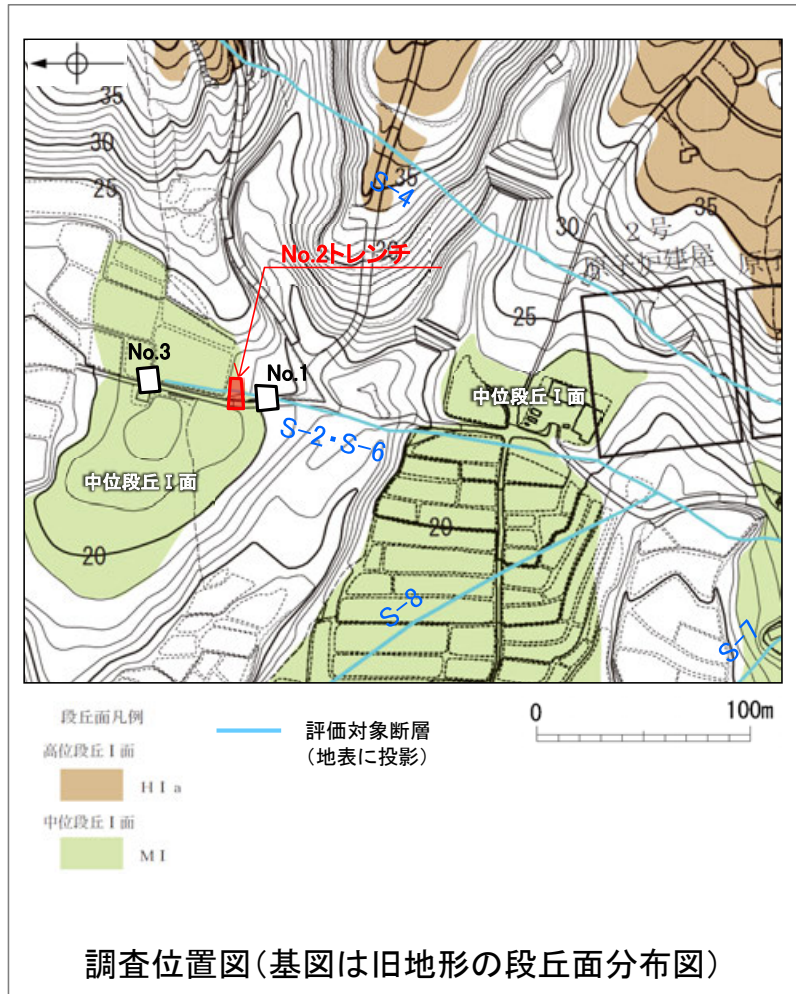 35
30
25
S-4
35
30
2号
35
原子炉建屋
原子
No.2トレンチ
25
No.3
No.1
中位段丘Ⅰ面
S-2・S-6
中位段丘Ⅰ面
20
20
S-8
S-7
段丘面凡例
高位段丘Ⅰ面
HⅠa
中位段丘Ⅰ面
MⅠ
評価対象断層
(地表に投影)
0 100m
調査位置図(基図は旧地形の段丘面分布図)